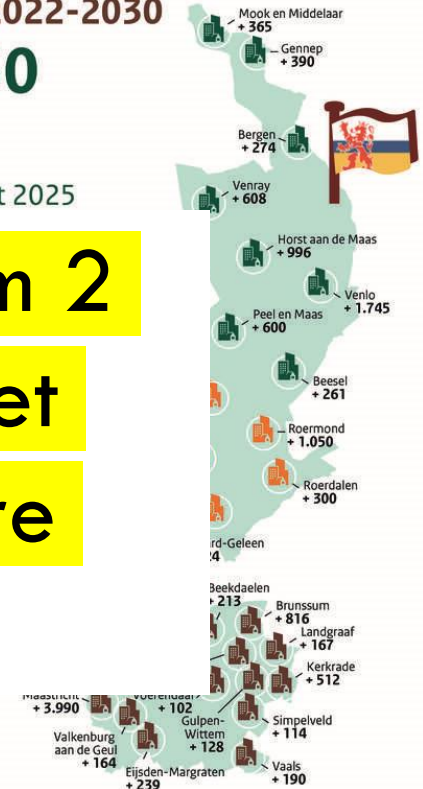 2022-2030
0
t 2025
m 2
et
re
Mook en Middelaar
+ 365
Gennep
+ 390
Bergen
+ 274
Venray
+ 608
Horst aan de Maas
+ 996
Venlo
+ 1.745
Peel en Maas
+ 600
Beesel
+ 261
Roermond
+ 1.050
Roerdalen
+ 300
rd-Geleen
24
Beekdaelen
+ 213
Brunssum
+ 816
Landgraaf
+ 167
Kerkrade
+ 512
Maastricht
+ 3.990
Voerendaal
+ 102
Gulpen-
Wittem
+ 128
Simpelveld
+ 114
Valkenburg
aan de Geul
+ 164
Eijsden-Margraten
+ 239
Vaals
+ 190